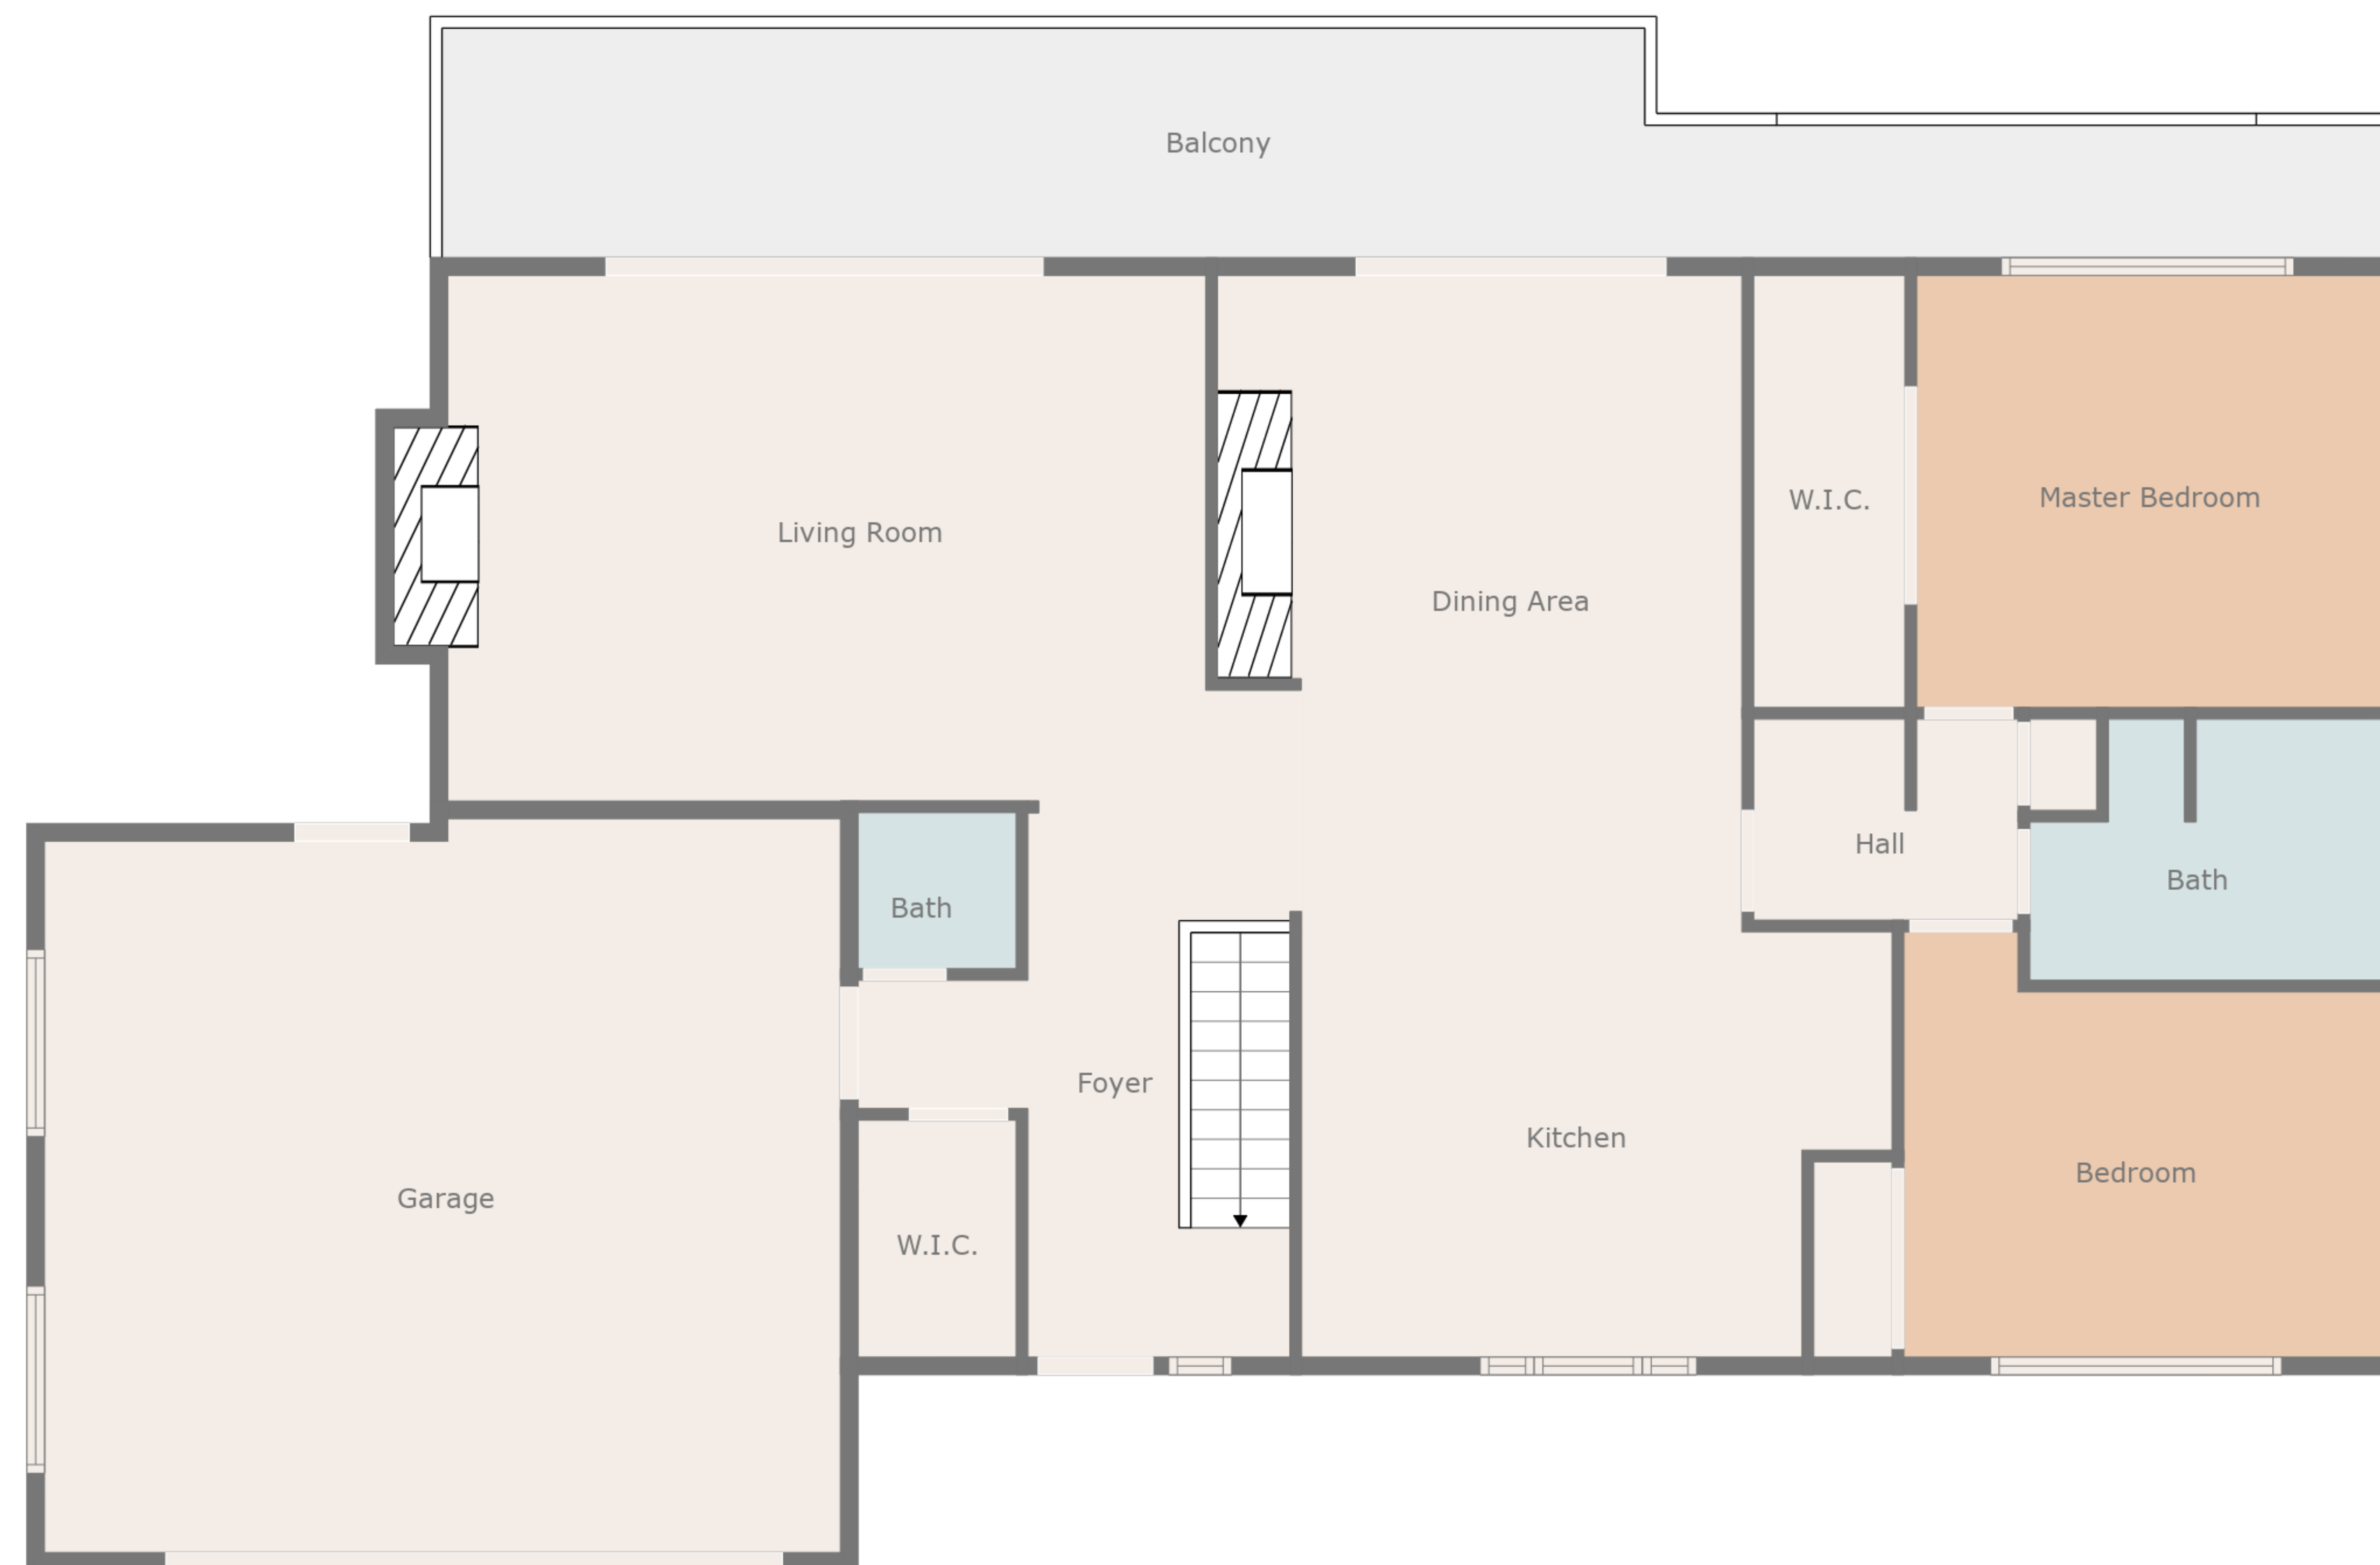 Balcony
Living Room
Dining Area
W.I.C.
Master Bedroom
Hall
Bath
Bath
Foyer
Kitchen
Bedroom
Garage
W.I.C.